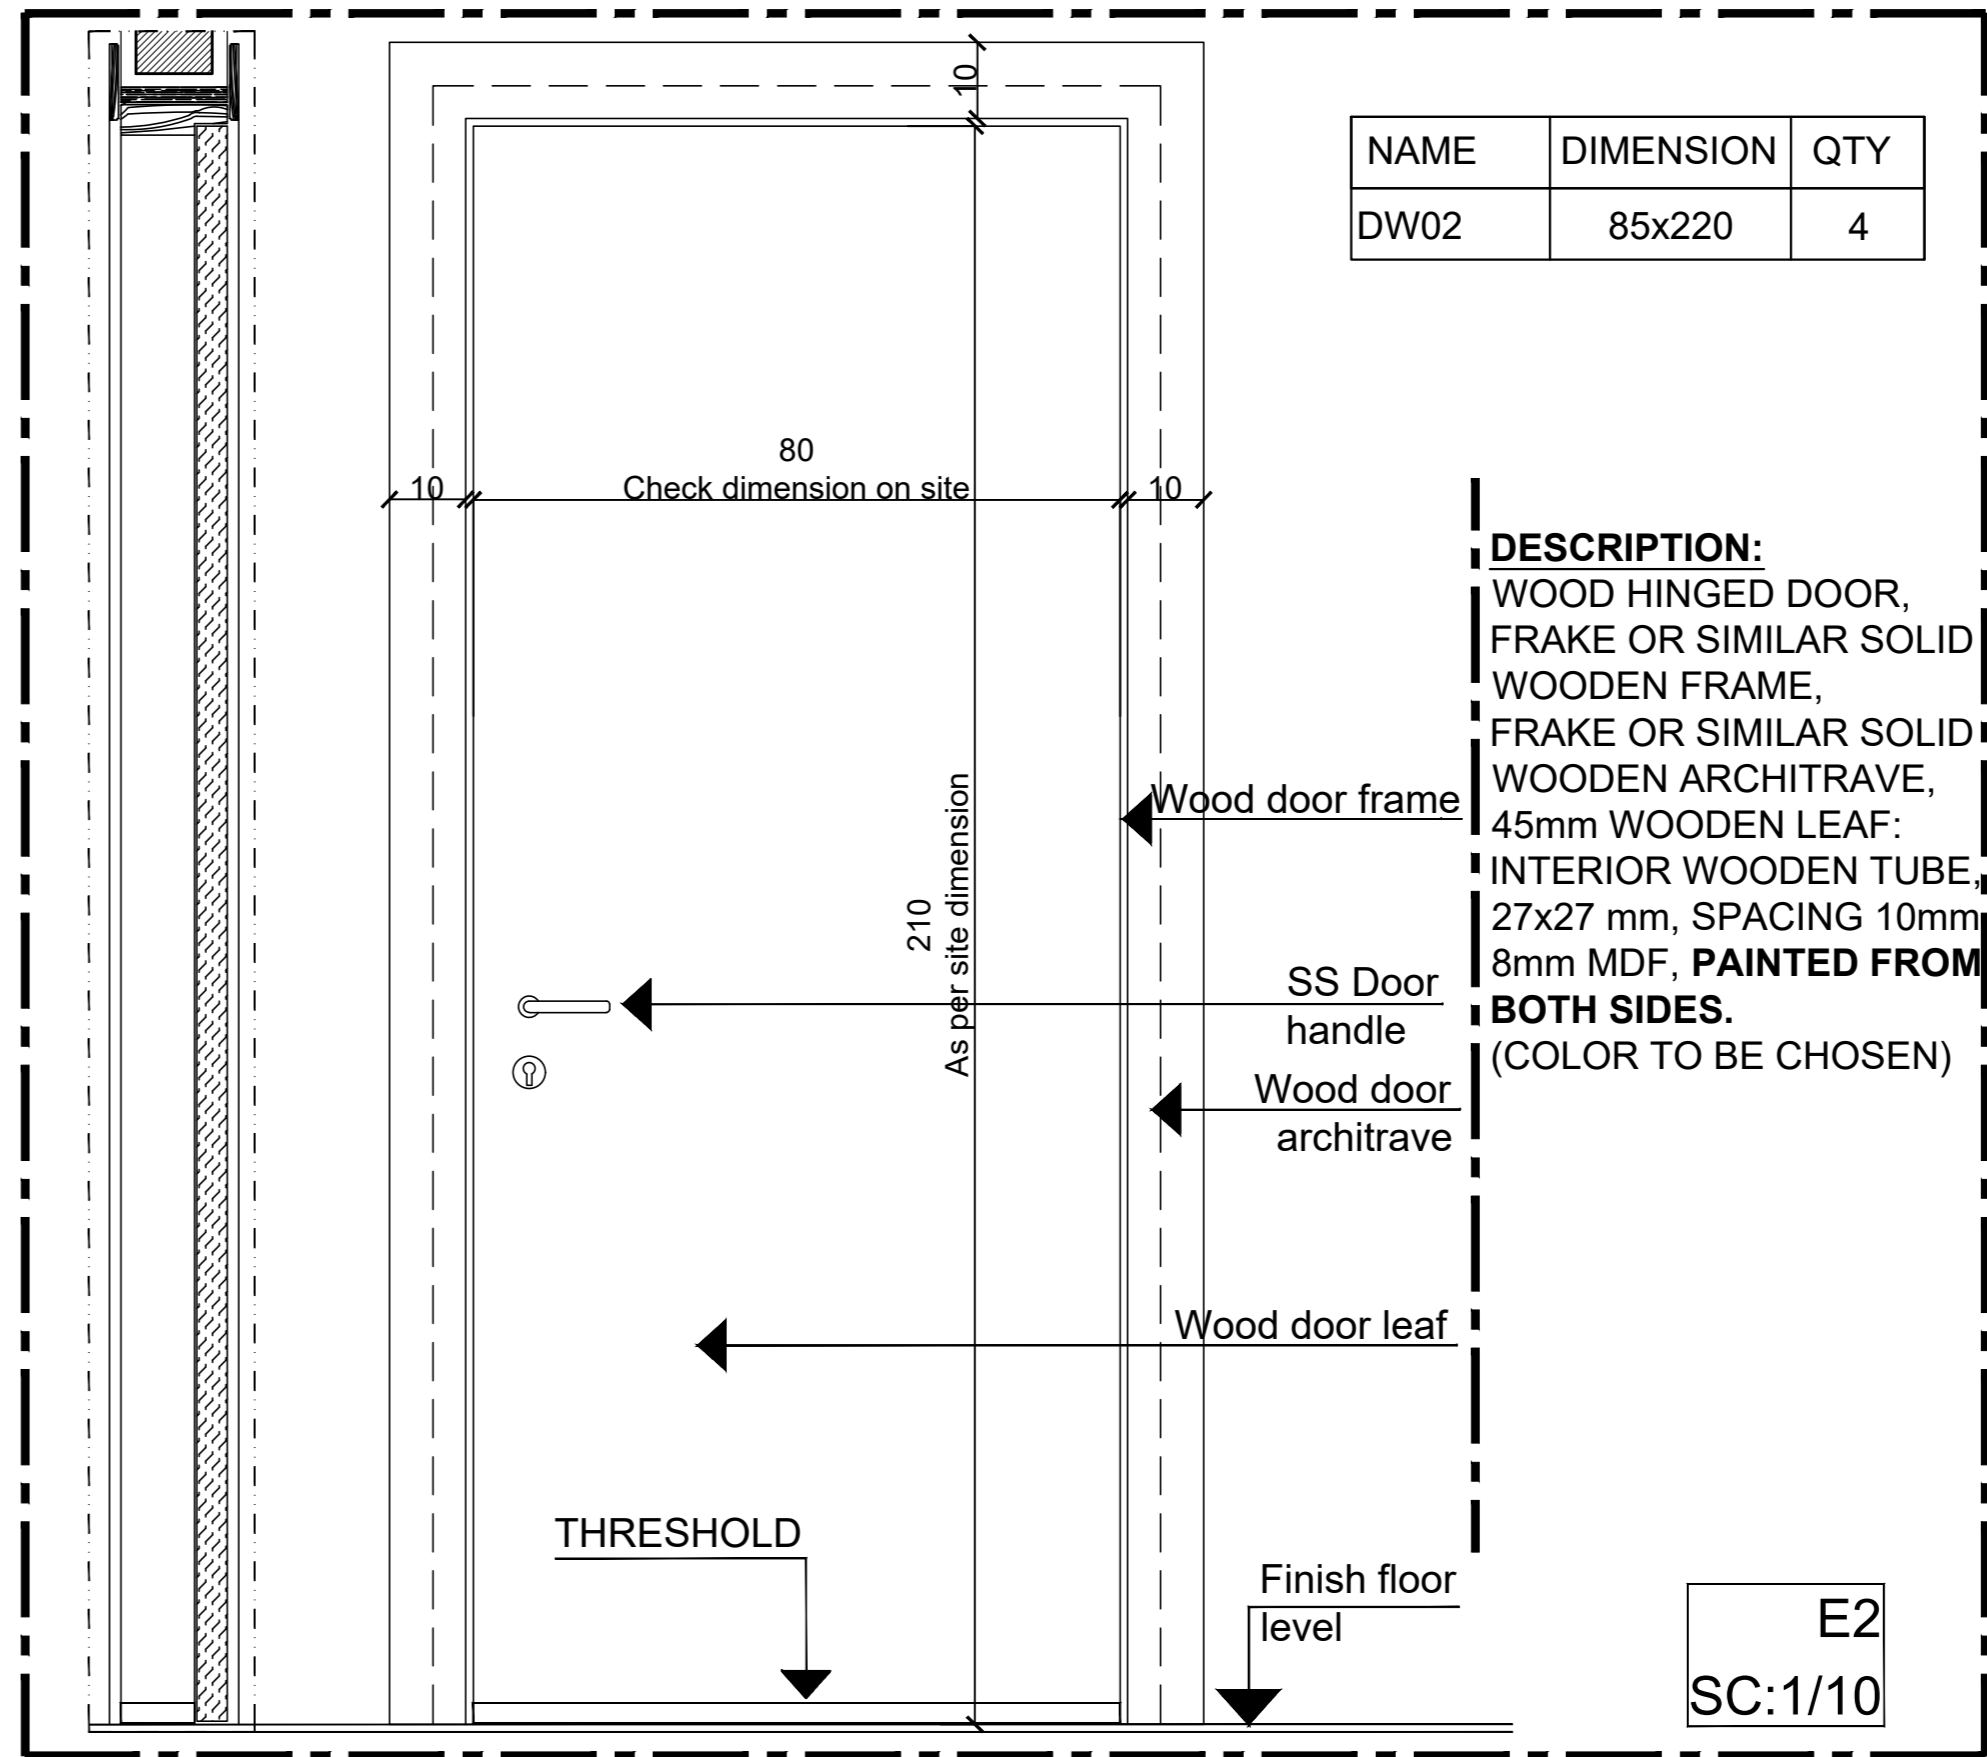 10
NAME DIMENSION QTY
DW02 85x220 4
80
10 Check dimension on site 10
DESCRIPTION:
WOOD HINGED DOOR,
FRAKE OR SIMILAR SOLID
WOODEN FRAME,
FRAKE OR SIMILAR SOLID
WOODEN ARCHITRAVE,
45mm WOODEN LEAF:
INTERIOR WOODEN TUBE,
27x27 mm, SPACING 10mm
8mm MDF, PAINTED FROM
BOTH SIDES.
(COLOR TO BE CHOSEN)
210
As per site dimension
Wood door frame
SS Door
handle
Wood door
architrave
Wood door leaf
THRESHOLD
Finish floor
level
E2
SC:1/10